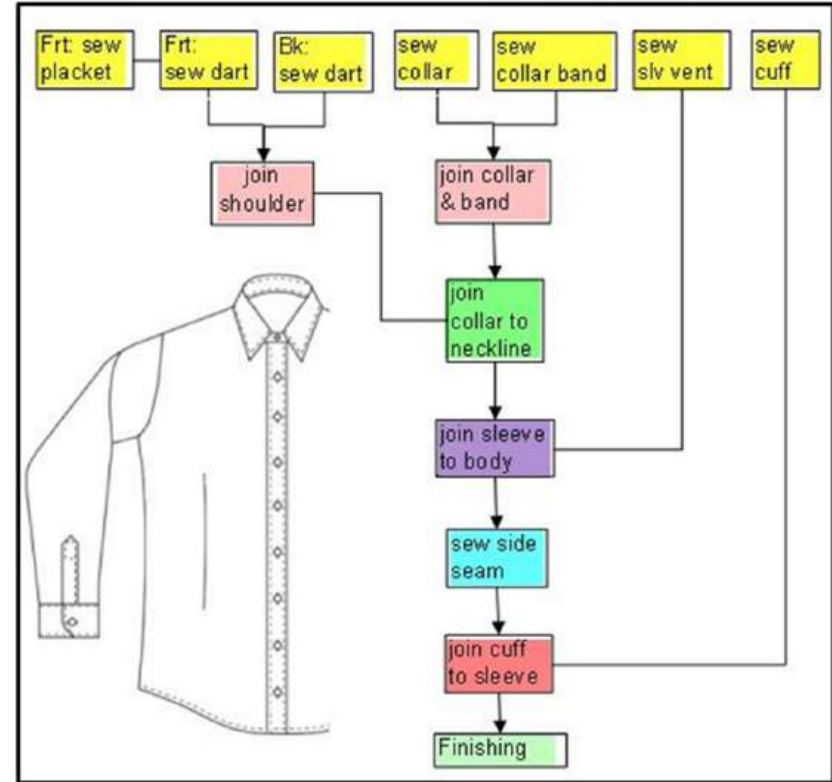 Frt: sew
placket
Frt:
sew dart
Bk:
sew dart
sew
collar
sew
collar band
sew
slv vent
sew
cuff
join
shoulder
join collar
& band
join
collar to
neckline
join sleeve
to body
sew side
seam
join cuff
to sleeve
Finishing